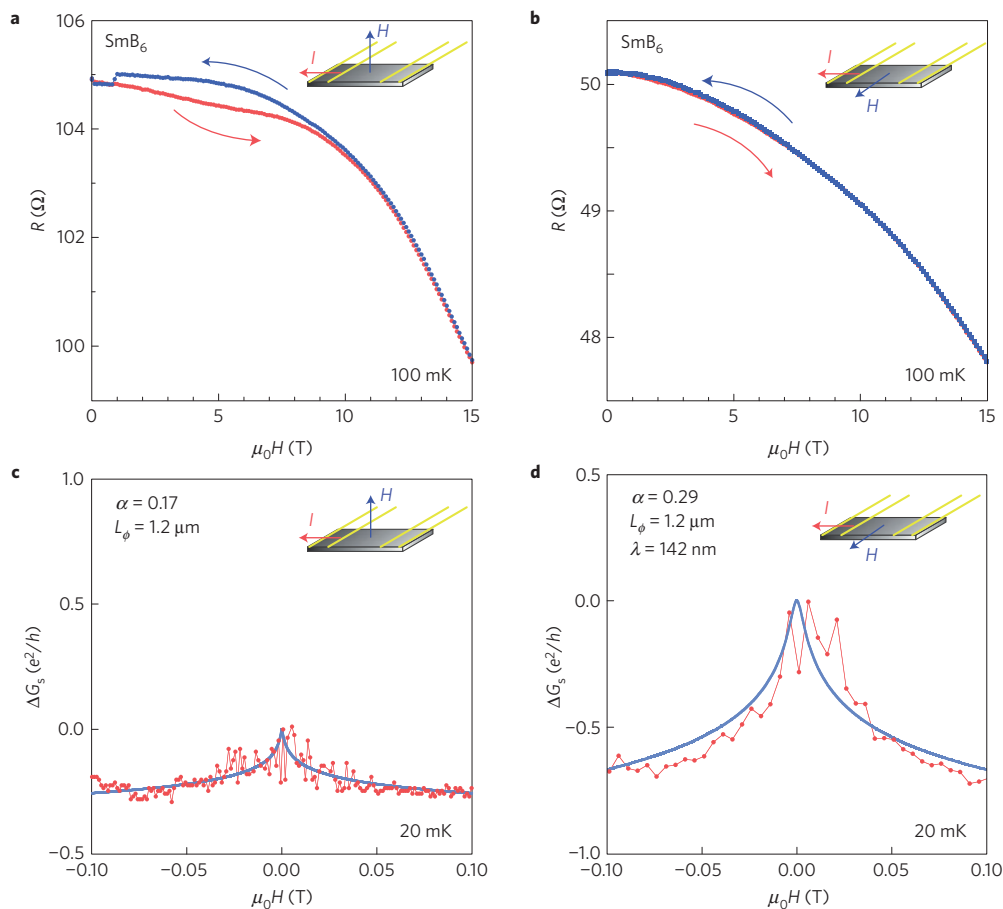 a
SmB₆
H
I
R (Ω)
106
104
102
100
0
5
10
15
μ₀H (T)
100 mK
b
SmB₆
I
H
R (Ω)
50
49
48
0
5
10
15
μ₀H (T)
100 mK
c
α = 0.17
L_ϕ = 1.2 μm
H
I
ΔG_s (e²/h)
1.0
0.5
0.0
−0.5
−0.10
−0.05
0.00
0.05
0.10
μ₀H (T)
20 mK
d
α = 0.29
L_ϕ = 1.2 μm
λ = 142 nm
I
H
ΔG_s (e²/h)
0.5
0.0
−0.5
−1.0
−0.10
−0.05
0.00
0.05
0.10
μ₀H (T)
20 mK